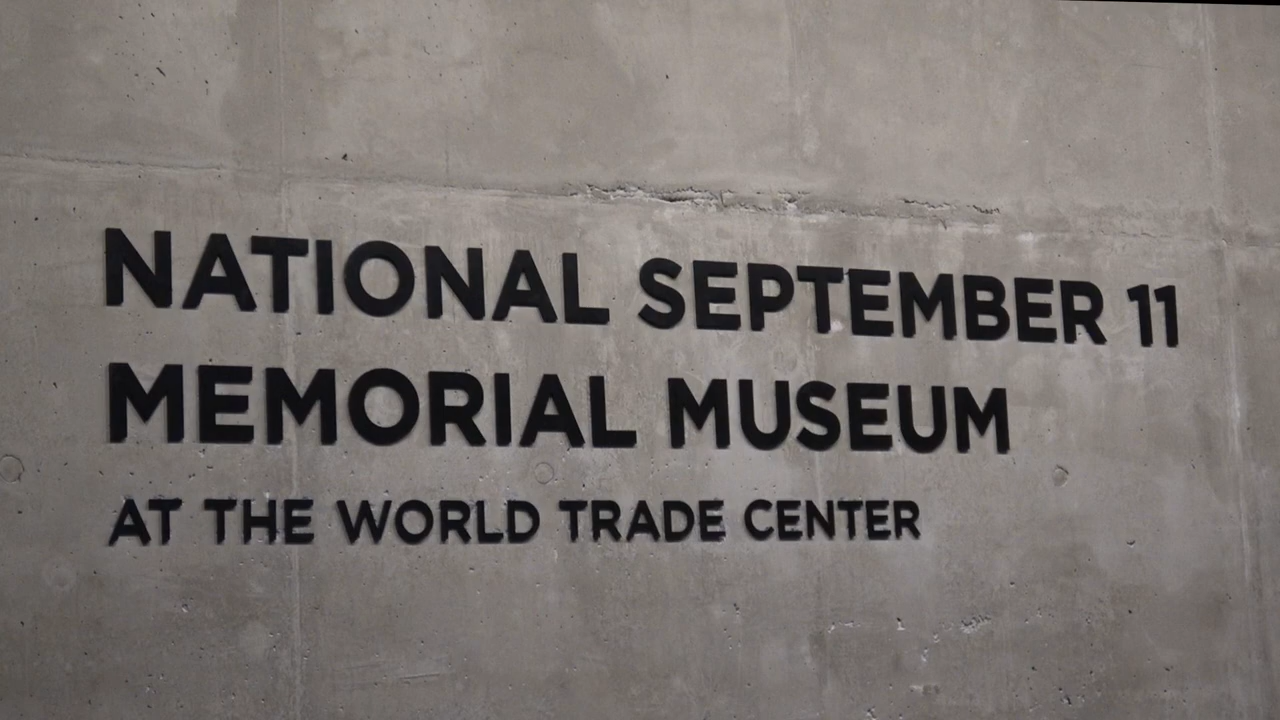 NATIONAL SEPTEMBER 11
MEMORIAL MUSEUM
AT THE WORLD TRADE CENTER